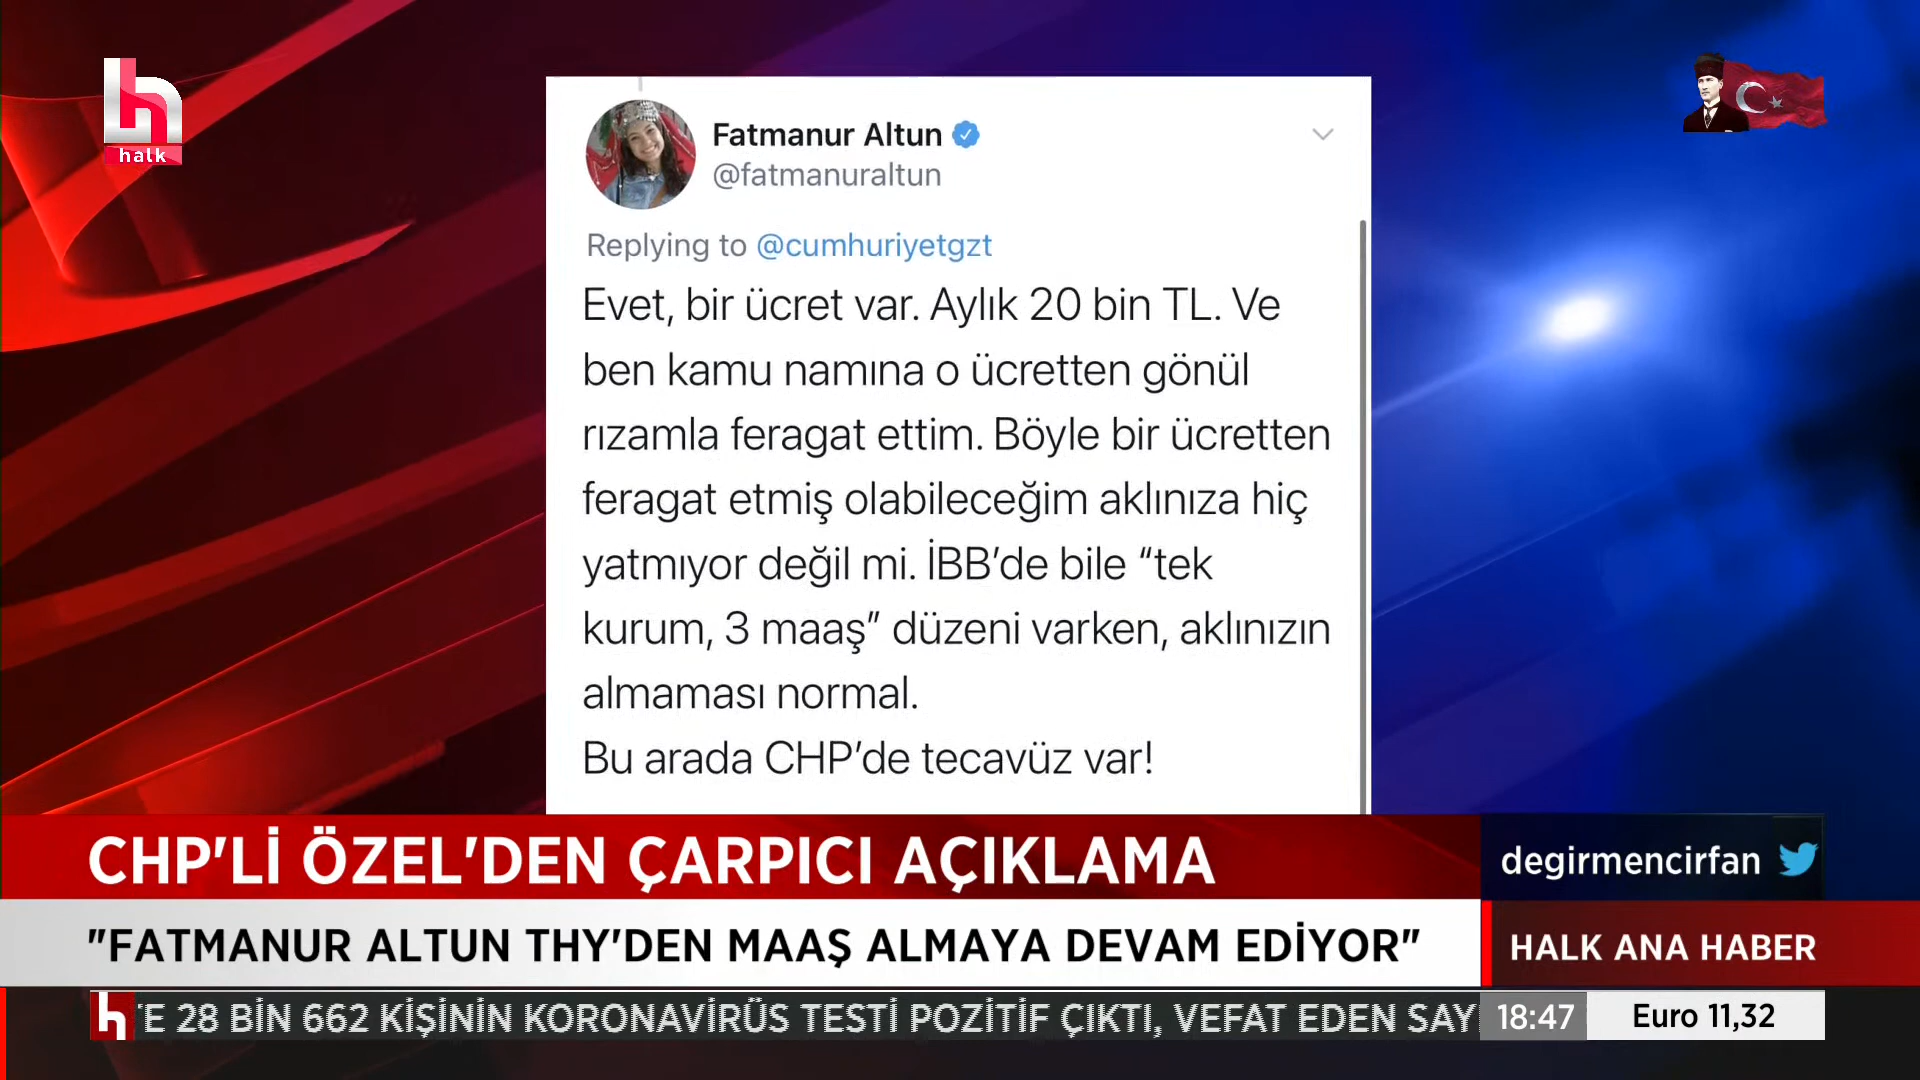 halk
Fatmanur Altun
@fatmanuraltun
Replying to @cumhuriyetgzt
Evet, bir ücret var. Aylık 20 bin TL. Ve
ben kamu namına o ücretten gönül
rızamla feragat ettim. Böyle bir ücretten
feragat etmiş olabileceğim aklınıza hiç
yatmıyor değil mi. İBB’de bile “tek
kurum, 3 maaş” düzeni varken, aklınızın
almaması normal.
Bu arada CHP’de tecavüz var!
CHP'Lİ ÖZEL'DEN ÇARPICI AÇIKLAMA
degirmencirfan
"FATMANUR ALTUN THY'DEN MAAŞ ALMAYA DEVAM EDİYOR"
HALK ANA HABER
'E 28 BİN 662 KİŞİNİN KORONAVİRÜS TESTİ POZİTİF ÇIKTI, VEFAT EDEN SAY
18:47
Euro 11,32